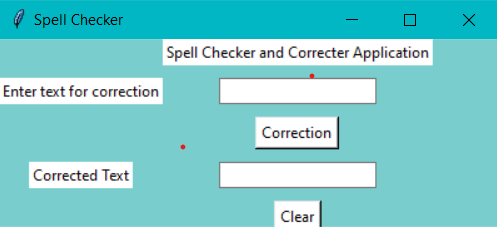 Spell Checker
Spell Checker and Correcter Application
Enter text for correction
Correction
Corrected Text
Clear